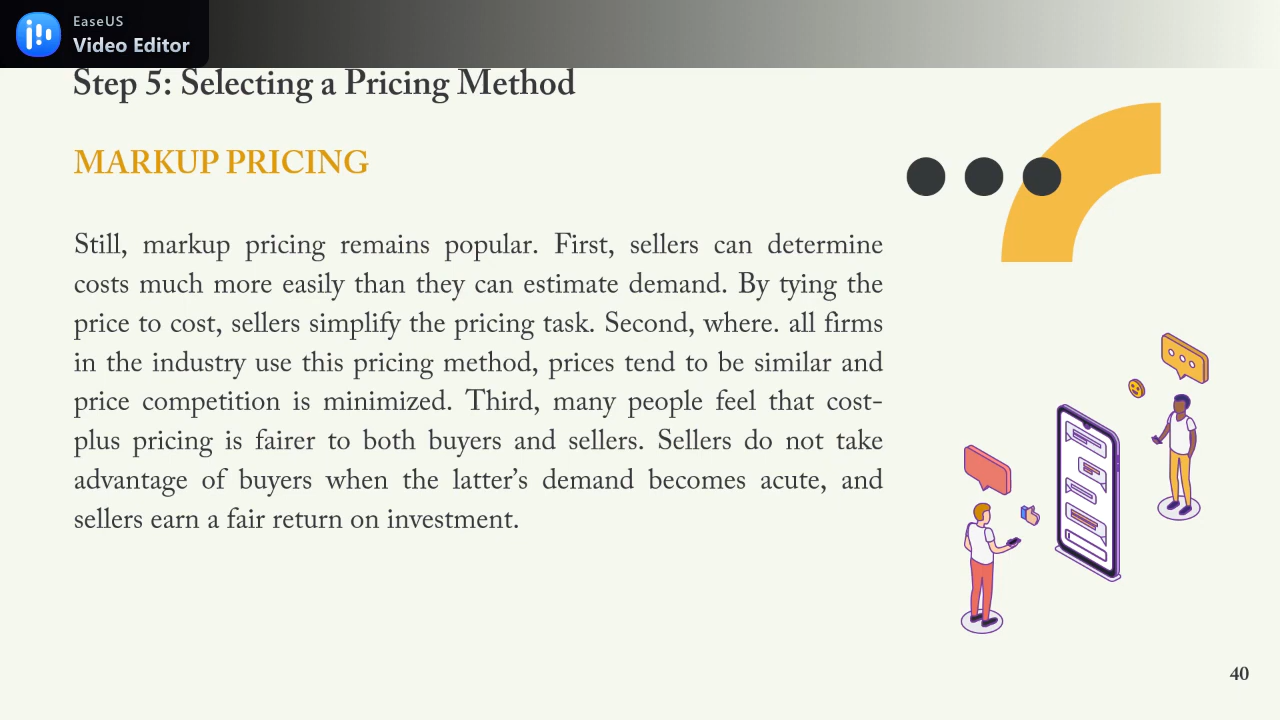 EaseUS
Video Editor
Step 5: Selecting a Pricing Method
MARKUP PRICING
Still, markup pricing remains popular. First, sellers can determine
costs much more easily than they can estimate demand. By tying the
price to cost, sellers simplify the pricing task. Second, where. all firms
in the industry use this pricing method, prices tend to be similar and
price competition is minimized. Third, many people feel that cost-
plus pricing is fairer to both buyers and sellers. Sellers do not take
advantage of buyers when the latter’s demand becomes acute, and
sellers earn a fair return on investment.
40